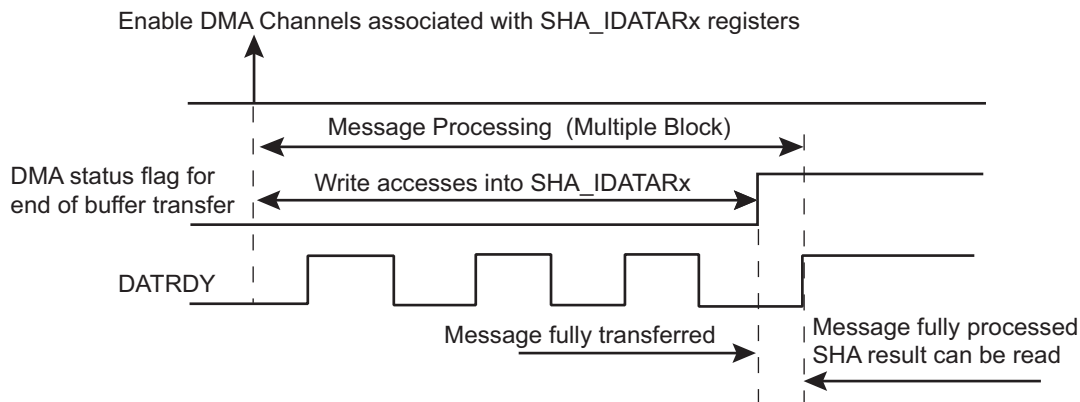 Enable DMA Channels associated with SHA_IDATARx registers
Message Processing (Multiple Block)
DMA status flag for
end of buffer transfer
Write accesses into SHA_IDATARx
DATRDY
Message fully transferred
Message fully processed
SHA result can be read